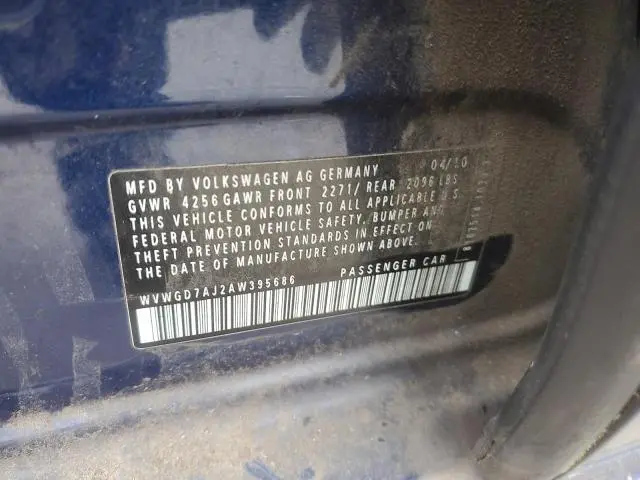 MFD BY VOLKSWAGEN AG GERMANY 04/10
GVWR 4256 GAWR FRONT 2271/ REAR 2096 LBS
THIS VEHICLE CONFORMS TO ALL APPLICABLE U.S.
FEDERAL MOTOR VEHICLE SAFETY, BUMPER AND
THEFT PREVENTION STANDARDS IN EFFECT ON
THE DATE OF MANUFACTURE SHOWN ABOVE.
WVWGD7AJ2AW395686 PASSENGER CAR